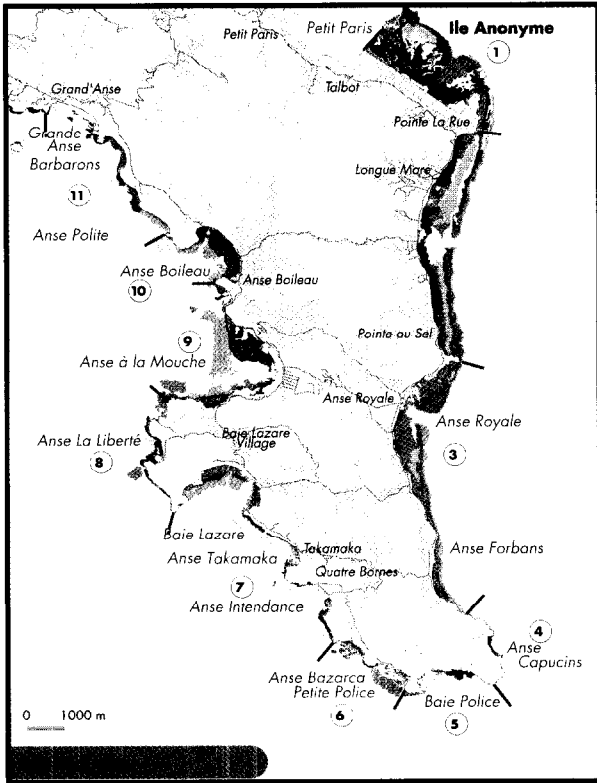 Petit Paris
Petit Paris
Ile Anonyme
1
Grand'Anse
Talbot
Pointe La Rue
Grande
Anse
Barbarons
Longue Mare
11
Anse Polite
Anse Boileau
Anse Boileau
10
9
Pointe au Sel
Anse à la Mouche
Anse Royale
Anse Royale
Anse La Liberté
Baie Lazare
Village
3
8
Baie Lazare
Anse Takamaka
Takamaka
Anse Forbans
Quatre Bornes
7
Anse Intendance
4
Anse
Capucins
Anse Bazarca
Petite Police
Baie Police
6
5
0 1000 m